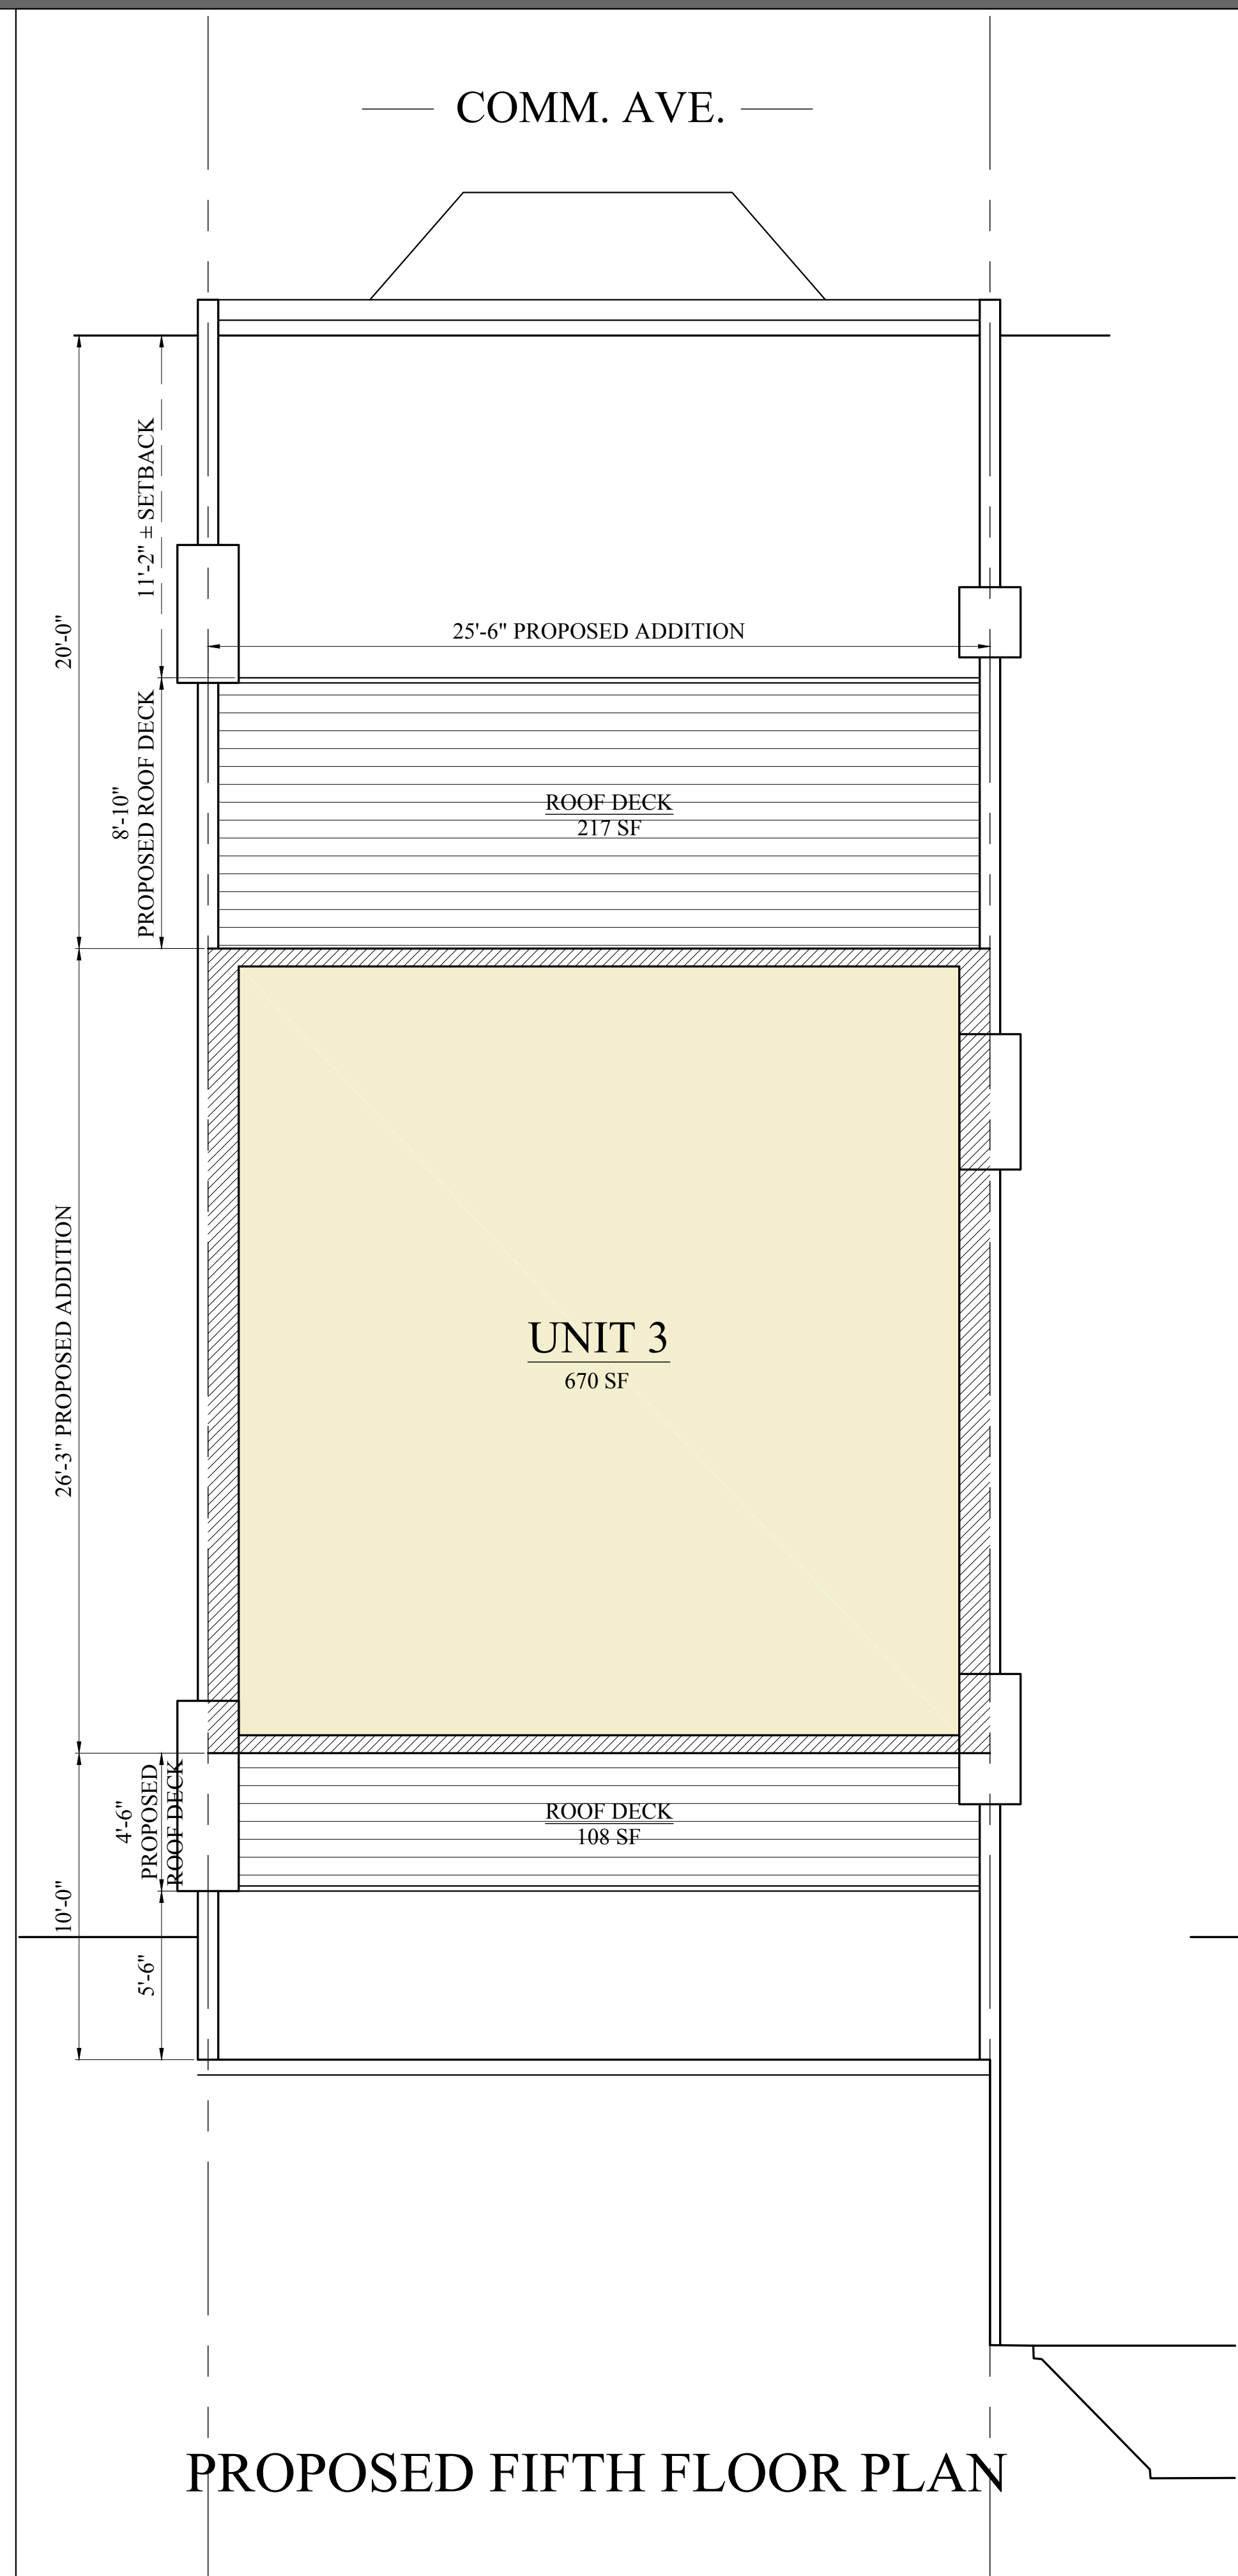 COMM. AVE.
20'-0"
11'-2" ± SETBACK
25'-6" PROPOSED ADDITION
8'-10"
PROPOSED ROOF DECK
ROOF DECK
217 SF
26'-3" PROPOSED ADDITION
UNIT 3
670 SF
4'-6"
PROPOSED
ROOF DECK
ROOF DECK
108 SF
10'-0"
5'-6"
PROPOSED FIFTH FLOOR PLAN